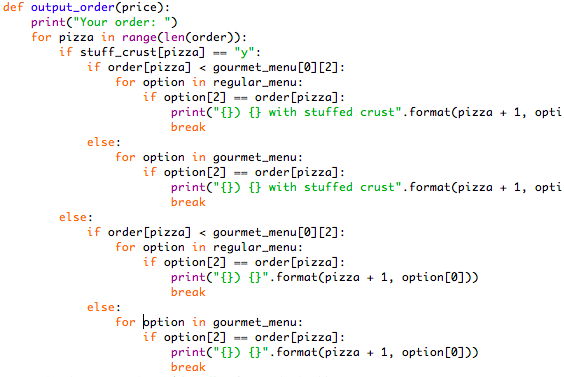 def output_order(price):
    print("Your order: ")
    for pizza in range(len(order)):
        if stuff_crust[pizza] == "y":
            if order[pizza] < gourmet_menu[0][2]:
                for option in regular_menu:
                    if option[2] == order[pizza]:
                        print("{}) {} with stuffed crust".format(pizza + 1, opti
                        break
            else:
                for option in gourmet_menu:
                    if option[2] == order[pizza]:
                        print("{}) {} with stuffed crust".format(pizza + 1, opti
                        break
        else:
            if order[pizza] < gourmet_menu[0][2]:
                for option in regular_menu:
                    if option[2] == order[pizza]:
                        print("{}) {}".format(pizza + 1, option[0]))
                        break
            else:
                for option in gourmet_menu:
                    if option[2] == order[pizza]:
                        print("{}) {}".format(pizza + 1, option[0]))
                        break